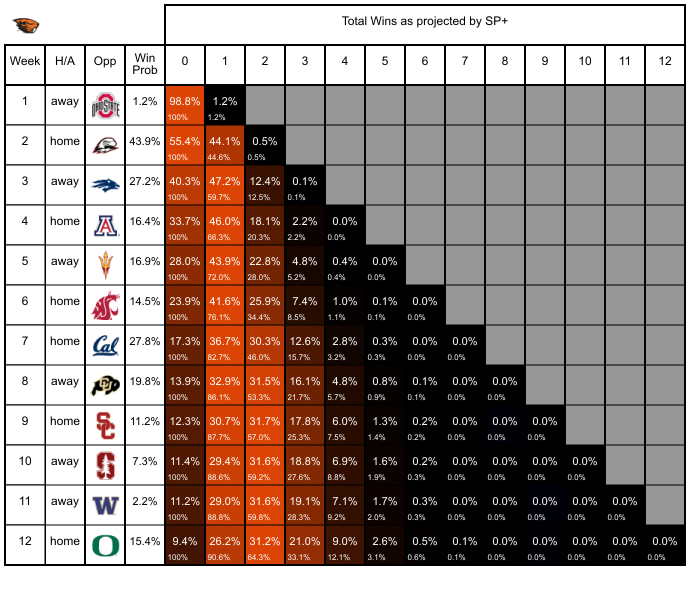 Total Wins as projected by SP+
Week H/A Opp Win Prob 0 1 2 3 4 5 6 7 8 9 10 11 12
1 away OHIO STATE 1.2% 98.8% 1.2%
100% 1.2%
2 home 43.9% 55.4% 44.1% 0.5%
100% 44.6% 0.5%
3 away 27.2% 40.3% 47.2% 12.4% 0.1%
100% 59.7% 12.5% 0.1%
4 home A 16.4% 33.7% 46.0% 18.1% 2.2% 0.0%
100% 66.3% 20.3% 2.2% 0.0%
5 away 16.9% 28.0% 43.9% 22.8% 4.8% 0.4% 0.0%
100% 72.0% 28.0% 5.2% 0.4% 0.0%
6 home 14.5% 23.9% 41.6% 25.9% 7.4% 1.0% 0.1% 0.0%
100% 76.1% 34.4% 8.5% 1.1% 0.1% 0.0%
7 home Cal 27.8% 17.3% 36.7% 30.3% 12.6% 2.8% 0.3% 0.0% 0.0%
100% 82.7% 46.0% 15.7% 3.2% 0.3% 0.0% 0.0%
8 away CU 19.8% 13.9% 32.9% 31.5% 16.1% 4.8% 0.8% 0.1% 0.0% 0.0%
100% 86.1% 53.3% 21.7% 5.7% 0.9% 0.1% 0.0% 0.0%
9 home SC 11.2% 12.3% 30.7% 31.7% 17.8% 6.0% 1.3% 0.2% 0.0% 0.0% 0.0%
100% 87.7% 57.0% 25.3% 7.5% 1.4% 0.2% 0.0% 0.0% 0.0%
10 away S 7.3% 11.4% 29.4% 31.6% 18.8% 6.9% 1.6% 0.2% 0.0% 0.0% 0.0% 0.0%
100% 88.6% 59.2% 27.6% 8.8% 1.9% 0.3% 0.0% 0.0% 0.0% 0.0%
11 away W 2.2% 11.2% 29.0% 31.6% 19.1% 7.1% 1.7% 0.3% 0.0% 0.0% 0.0% 0.0% 0.0%
100% 88.8% 59.8% 28.3% 9.2% 2.0% 0.3% 0.0% 0.0% 0.0% 0.0% 0.0%
12 home O 15.4% 9.4% 26.2% 31.2% 21.0% 9.0% 2.6% 0.5% 0.1% 0.0% 0.0% 0.0% 0.0% 0.0%
100% 90.6% 64.3% 33.1% 12.1% 3.1% 0.6% 0.1% 0.0% 0.0% 0.0% 0.0% 0.0%